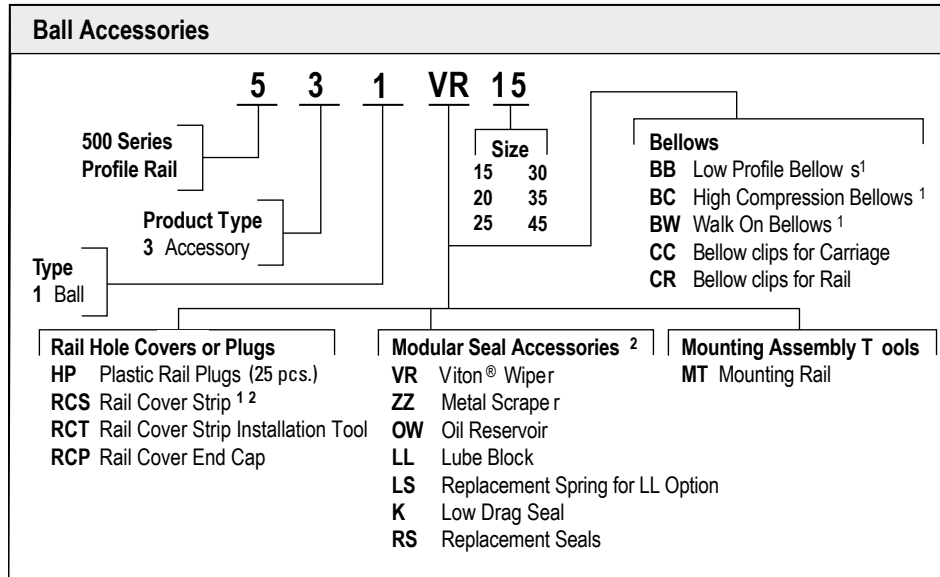 Ball Accessories
5 3 1 VR 15
500 Series
Profile Rail
Product Type
3 Accessory
Type
1 Ball
Size
15 30
20 35
25 45
Bellows
BB Low Profile Bellow s1
BC High Compression Bellows 1
BW Walk On Bellows 1
CC Bellow clips for Carriage
CR Bellow clips for Rail
Rail Hole Covers or Plugs
HP Plastic Rail Plugs (25 pcs.)
RCS Rail Cover Strip 1 2
RCT Rail Cover Strip Installation Tool
RCP Rail Cover End Cap
Modular Seal Accessories 2
VR Viton ® Wiper
ZZ Metal Scrape r
OW Oil Reservoir
LL Lube Block
LS Replacement Spring for LL Option
K Low Drag Seal
RS Replacement Seals
Mounting Assembly T ools
MT Mounting Rail